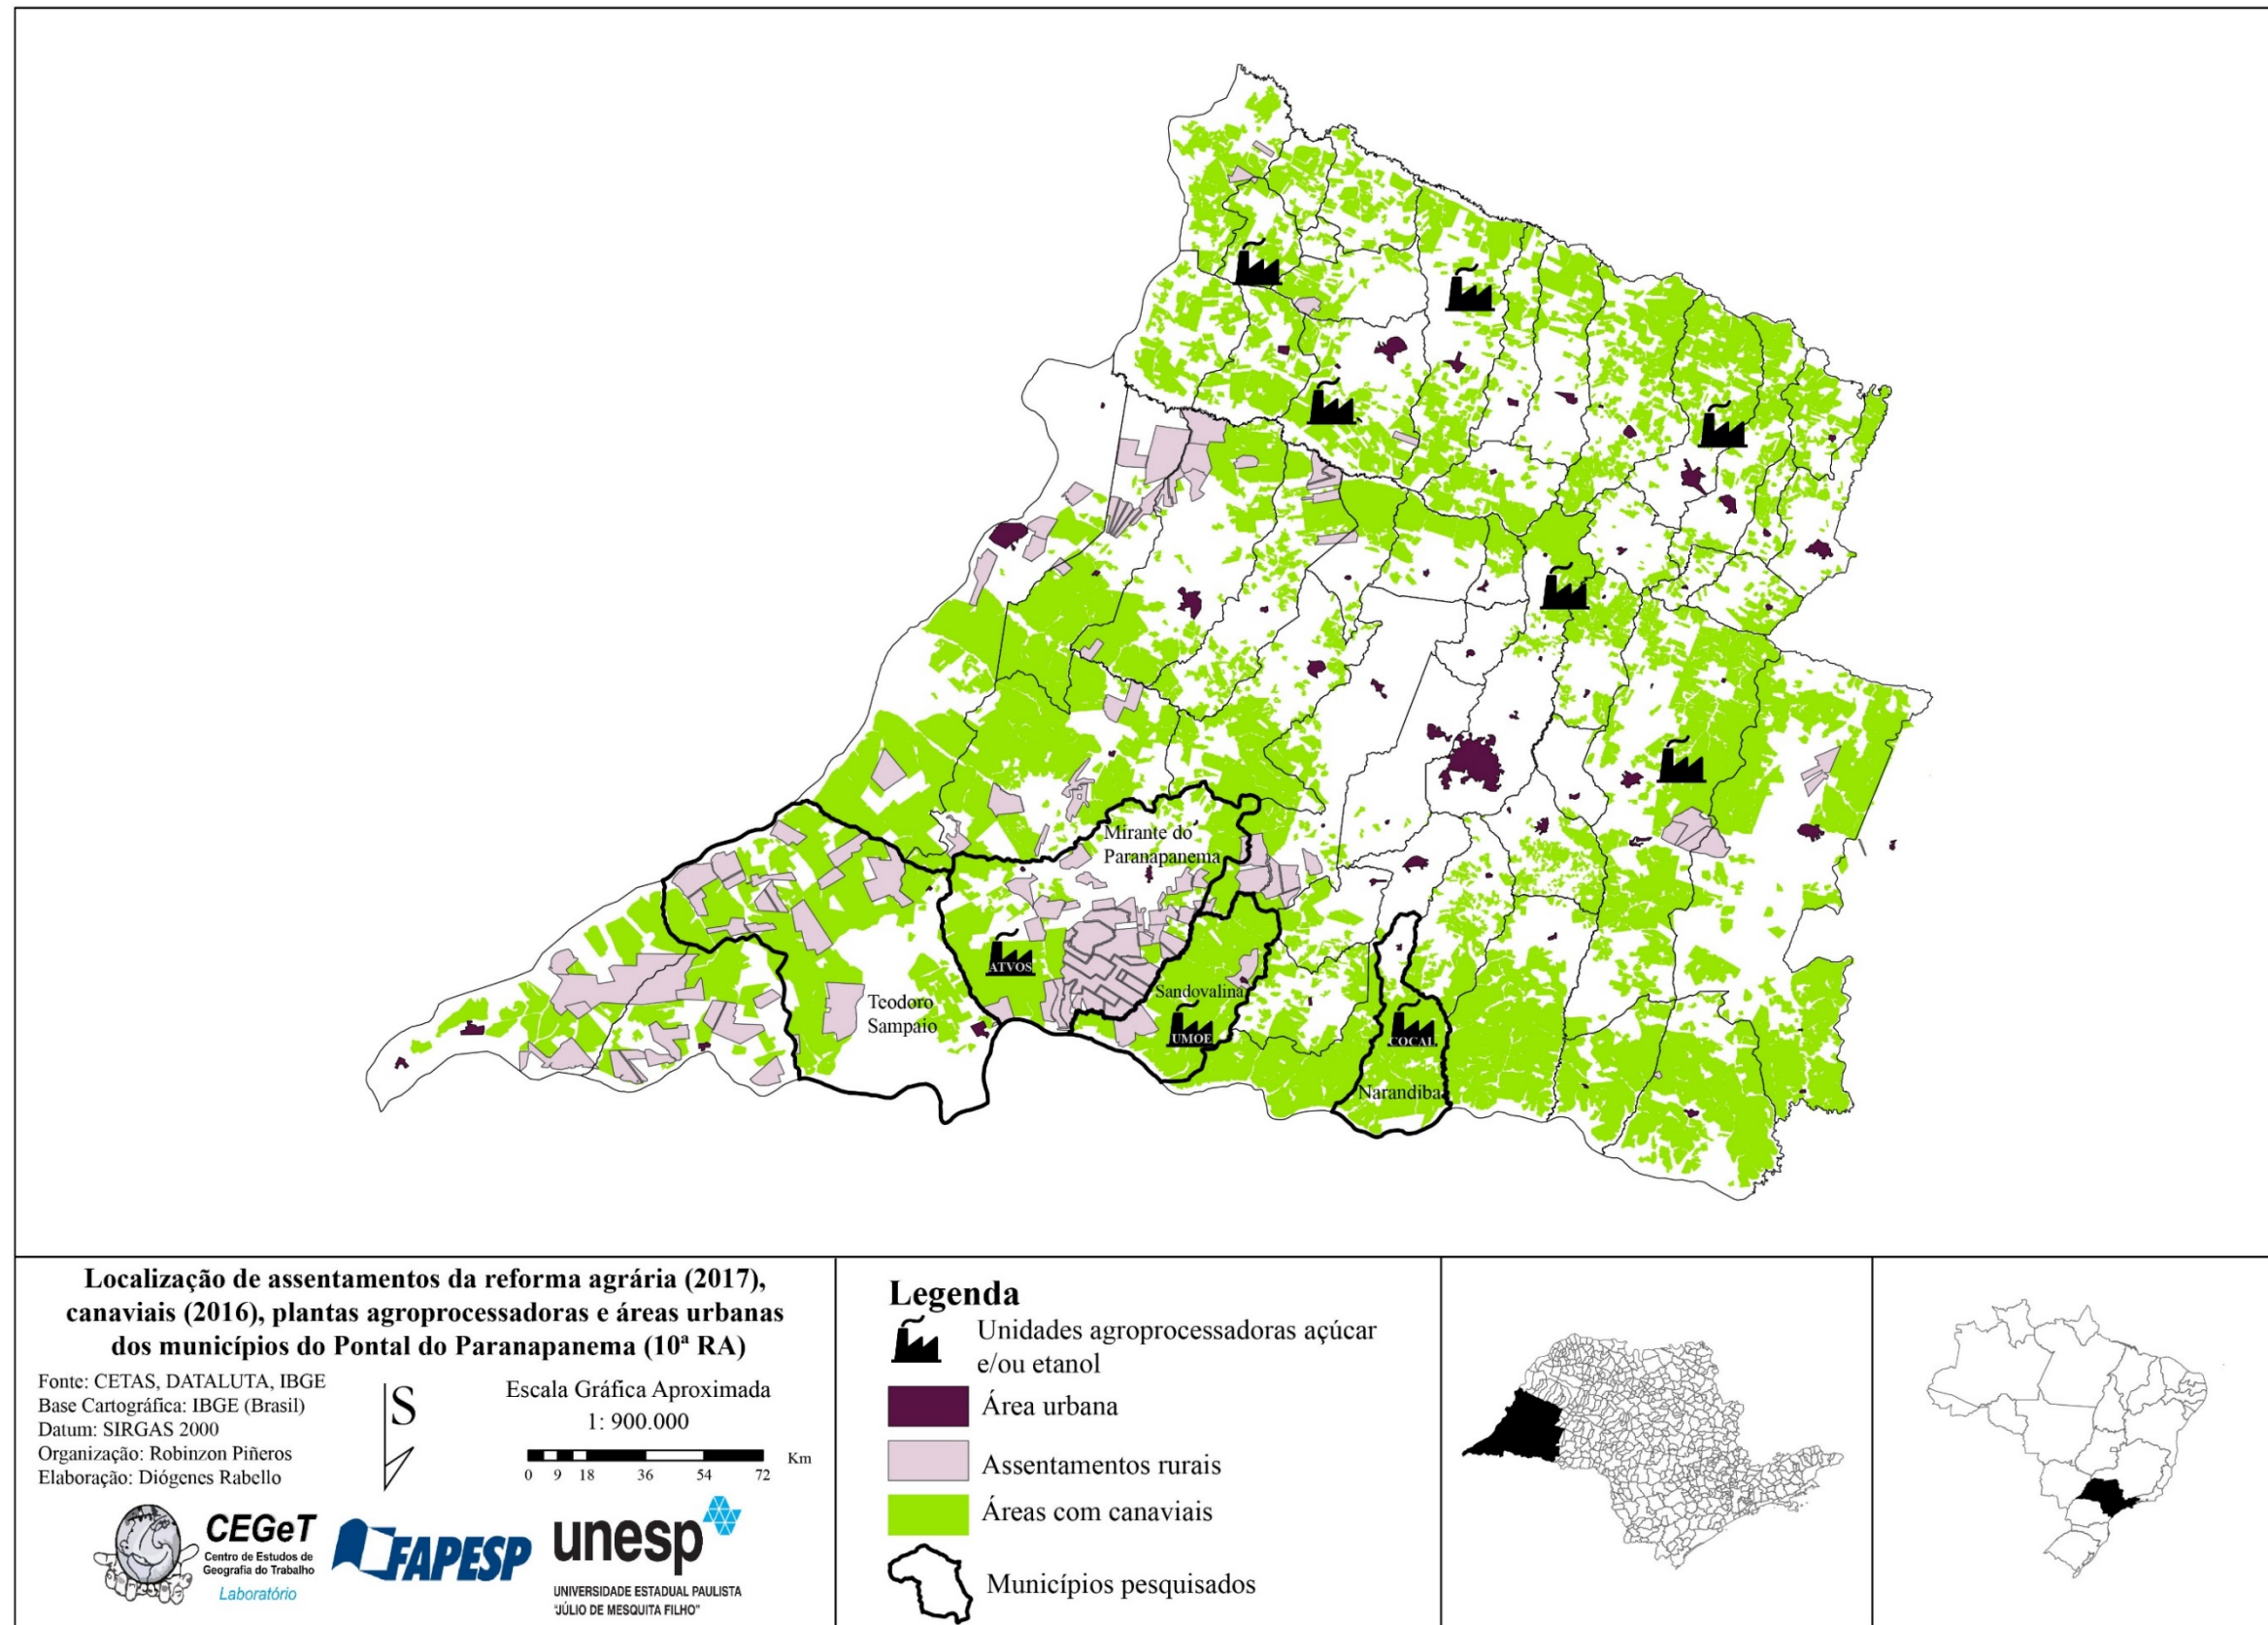 Mirante do
Paranapanema
ATVOS
Teodoro
Sampaio
Sandovalina
UMOE
COCAL
Narandiba
Localização de assentamentos da reforma agrária (2017),
canaviais (2016), plantas agroprocessadoras e áreas urbanas
dos municípios do Pontal do Paranapanema (10ª RA)
Fonte: CETAS, DATALUTA, IBGE
Base Cartográfica: IBGE (Brasil)
Datum: SIRGAS 2000
Organização: Robinzon Piñeros
Elaboração: Diógenes Rabello
S
Escala Gráfica Aproximada
1: 900.000
Km
0 9 18 36 54 72
CEGeT
Centro de Estudos de
Geografia do Trabalho
Laboratório
FAPESP
unesp
UNIVERSIDADE ESTADUAL PAULISTA
"JÚLIO DE MESQUITA FILHO"
Legenda
Unidades agroprocessadoras açúcar
e/ou etanol
Área urbana
Assentamentos rurais
Áreas com canaviais
Municípios pesquisados